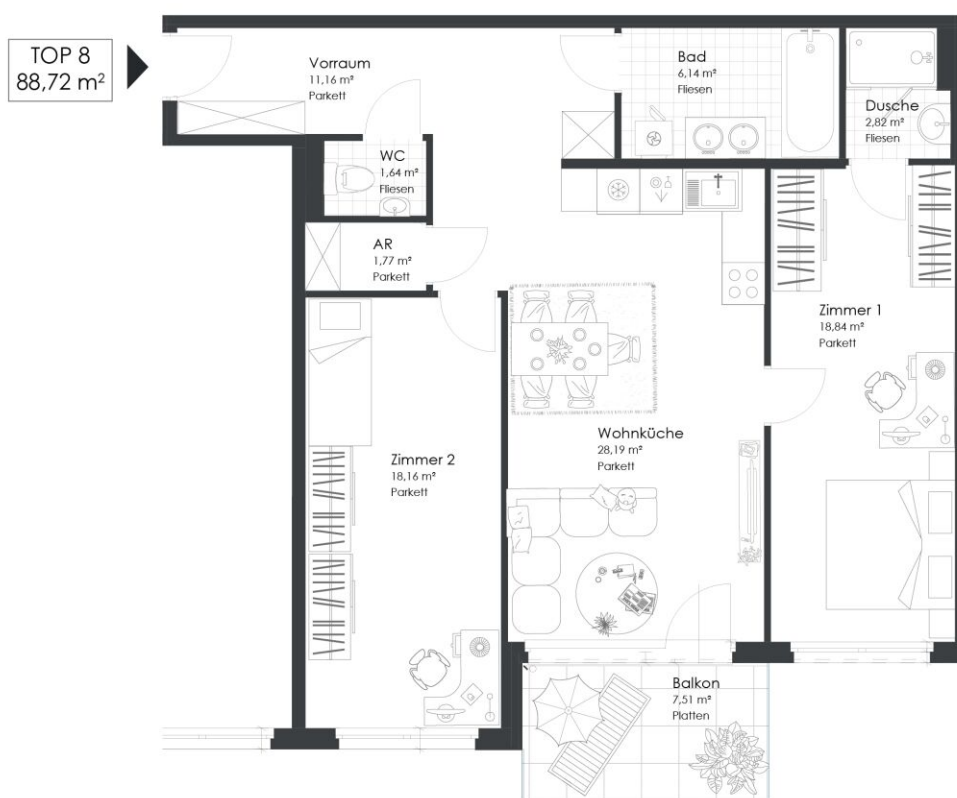 TOP 8
88,72 m²
Vorraum
11,16 m²
Parkett
Bad
6,14 m²
Fliesen
Dusche
2,82 m²
Fliesen
WC
1,64 m²
Fliesen
AR
1,77 m²
Parkett
Zimmer 1
18,84 m²
Parkett
Wohnküche
28,19 m²
Parkett
Zimmer 2
18,16 m²
Parkett
Balkon
7,51 m²
Platten